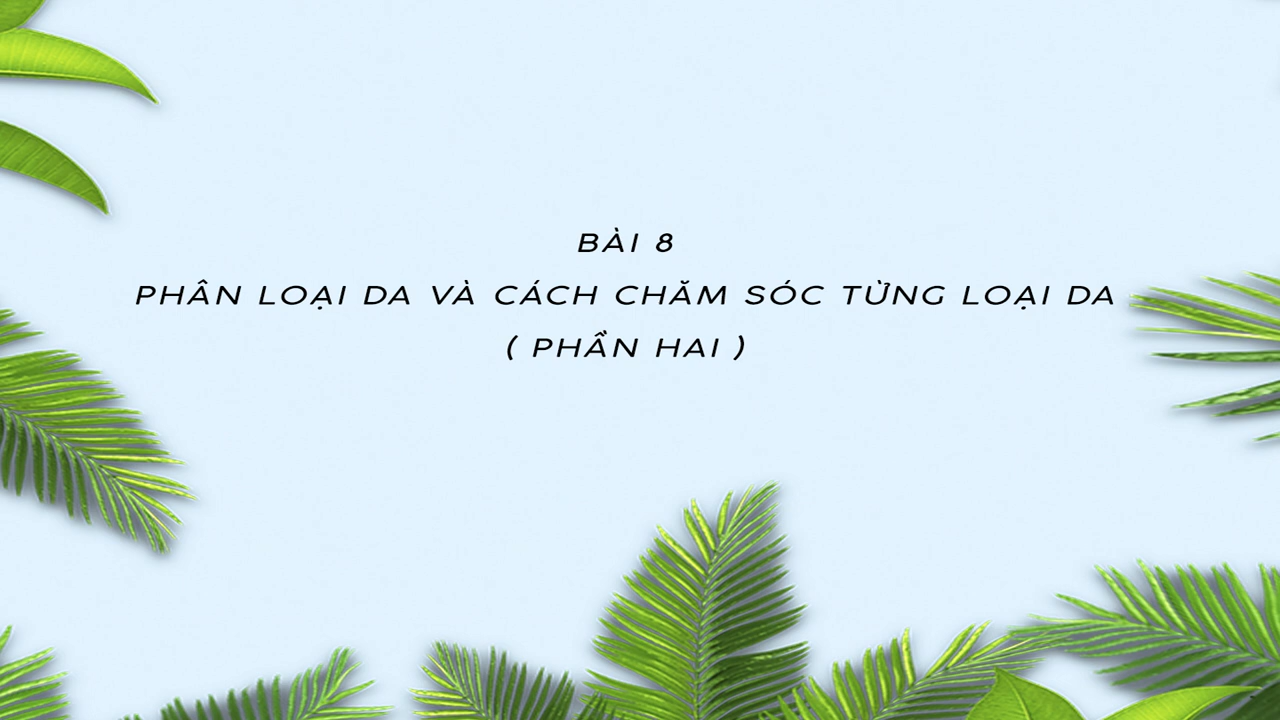 BÀI 8
PHÂN LOẠI DA VÀ CÁCH CHĂM SÓC TỪNG LOẠI DA
( PHẦN HAI )